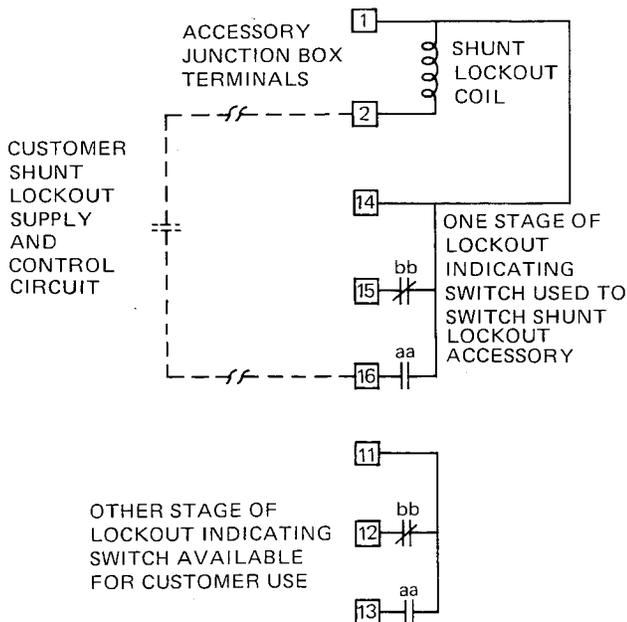 1
ACCESSORY
JUNCTION BOX
TERMINALS
SHUNT
LOCKOUT
COIL
2
CUSTOMER
SHUNT
LOCKOUT
SUPPLY
AND
CONTROL
CIRCUIT
14
ONE STAGE OF
LOCKOUT
INDICATING
SWITCH USED TO
SWITCH SHUNT
LOCKOUT
ACCESSORY
bb
15
aa
16
11
OTHER STAGE OF
LOCKOUT INDICATING
SWITCH AVAILABLE
FOR CUSTOMER USE
bb
12
aa
13